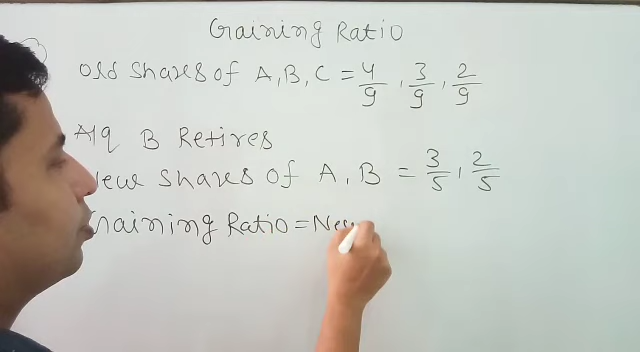 Gaining Ratio
Old Shares of A, B, C = 4/9, 3/9, 2/9
A/q B Retires
New Shares of A, B = 3/5, 2/5
Gaining Ratio = New